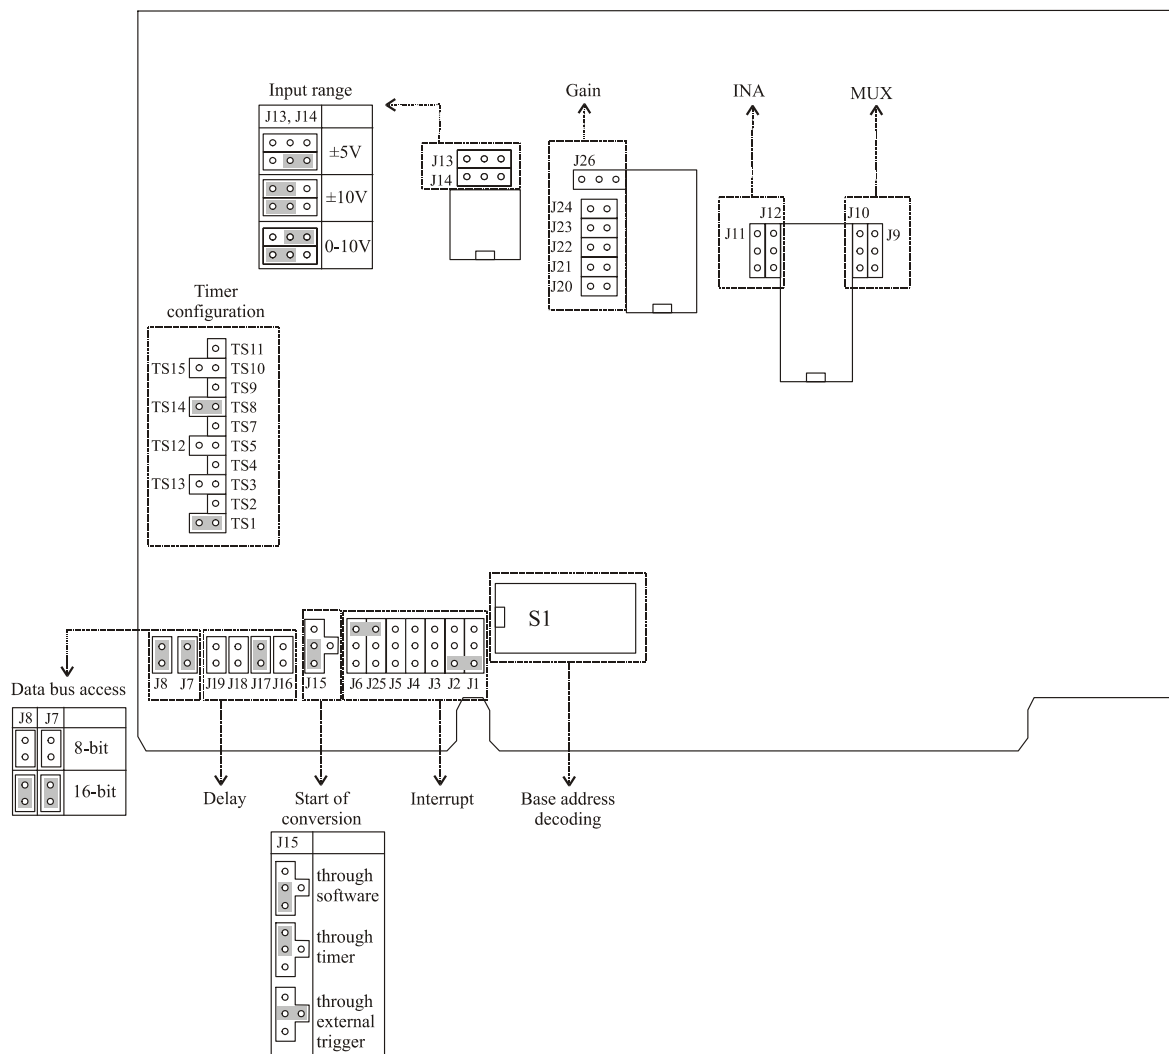 Input range
J13, J14
±5V
±10V
0-10V
J13
J14
Gain
J26
J24
J23
J22
J21
J20
INA
J12
J11
MUX
J10
J9
Timer
configuration
TS11
TS15 TS10
TS9
TS14 TS8
TS7
TS12 TS5
TS4
TS13 TS3
TS2
TS1
S1
J8 J7 J19 J18 J17 J16 J15 J6 J25 J5 J4 J3 J2 J1
Data bus access
J8 J7
8-bit
16-bit
Delay
Start of
conversion
Interrupt
Base address
decoding
J15
through
software
through
timer
through
external
trigger